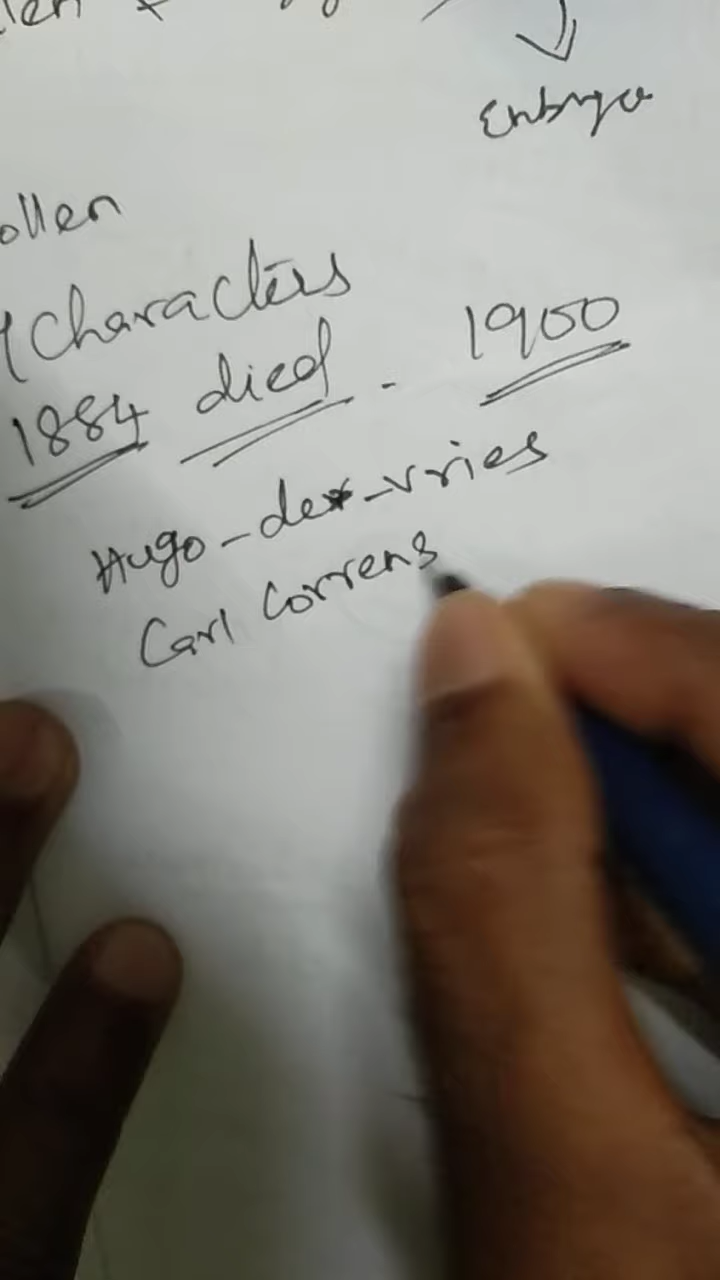 Embryo
ollen
Characters
1884 died - 1900
Hugo-de-vries
Carl Correns